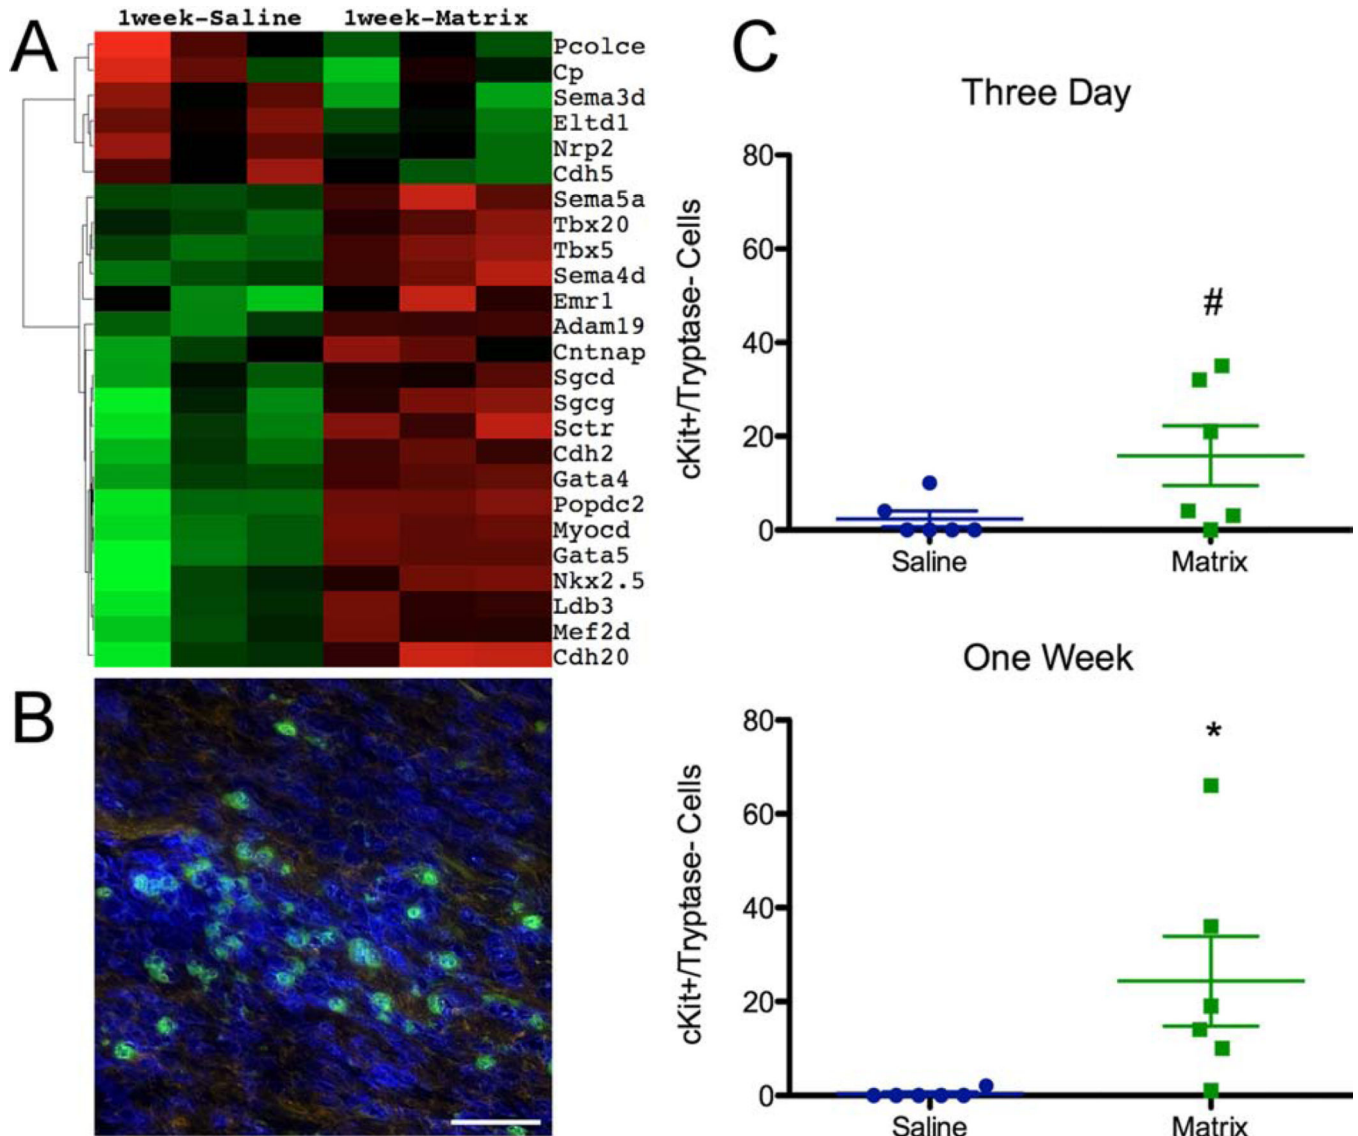 A
1week-Saline 1week-Matrix
Pcolce
Cp
Sema3d
Eltd1
Nrp2
Cdh5
Sema5a
Tbx20
Tbx5
Sema4d
Emr1
Adam19
Cntnap
Sgcd
Sgcg
Sctr
Cdh2
Gata4
Popdc2
Myocd
Gata5
Nkx2.5
Ldb3
Mef2d
Cdh20
B
C
Three Day
cKit+/Tryptase- Cells
80
60
40
20
0
#
Saline Matrix
One Week
cKit+/Tryptase- Cells
80
60
40
20
0
*
Saline Matrix